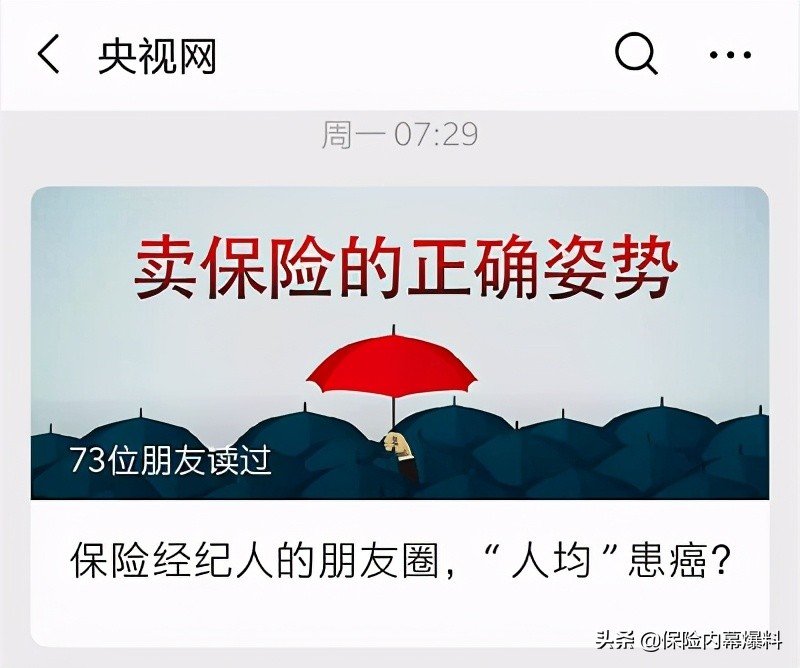 央视网
周一 07:29
卖保险的正确姿势
73位朋友读过
保险经纪人的朋友圈，“人均”患癌？
头条 @保险内幕爆料